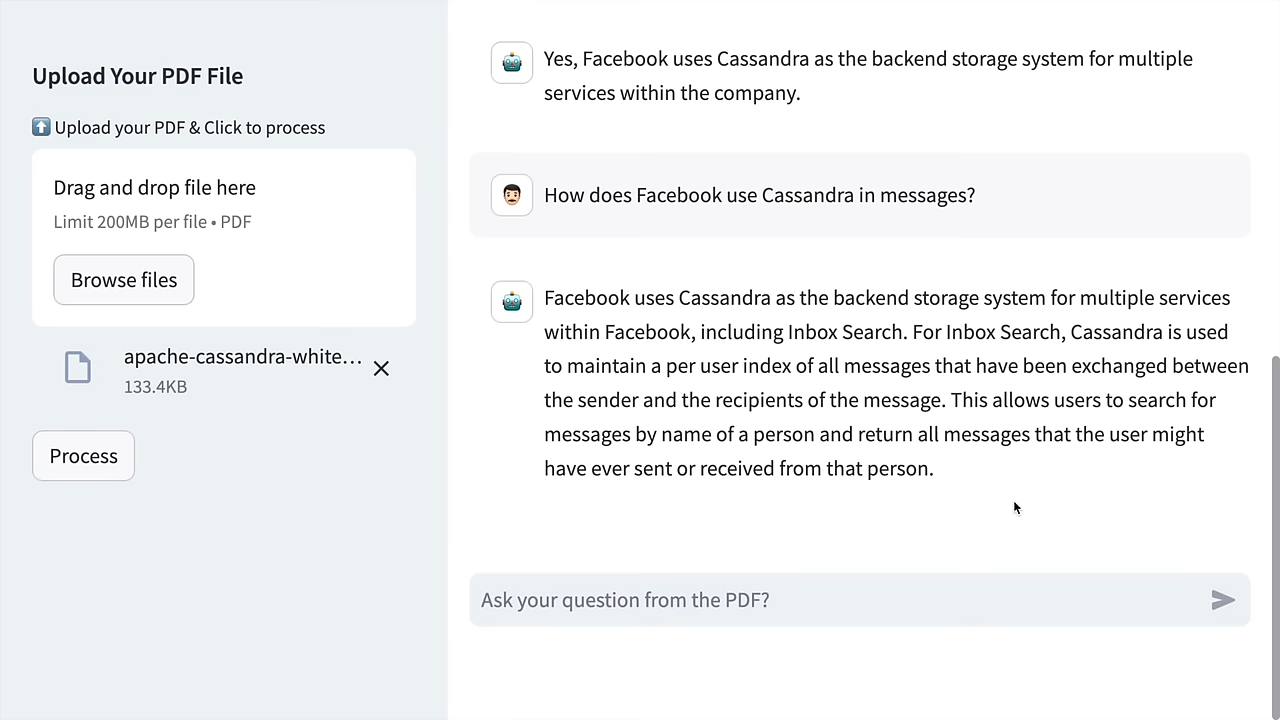 Upload Your PDF File
Upload your PDF & Click to process
Drag and drop file here
Limit 200MB per file • PDF
Browse files
apache-cassandra-white…
133.4KB
Process
Yes, Facebook uses Cassandra as the backend storage system for multiple
services within the company.
How does Facebook use Cassandra in messages?
Facebook uses Cassandra as the backend storage system for multiple services
within Facebook, including Inbox Search. For Inbox Search, Cassandra is used
to maintain a per user index of all messages that have been exchanged between
the sender and the recipients of the message. This allows users to search for
messages by name of a person and return all messages that the user might
have ever sent or received from that person.
Ask your question from the PDF?